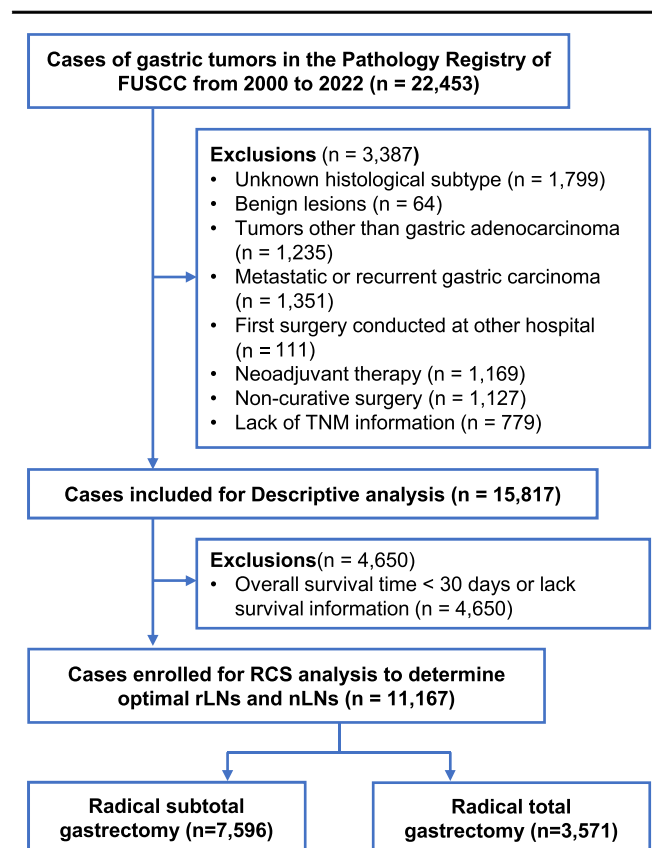 Cases of gastric tumors in the Pathology Registry of
FUSCC from 2000 to 2022 (n = 22,453)
Exclusions (n = 3,387)
• Unknown histological subtype (n = 1,799)
• Benign lesions (n = 64)
• Tumors other than gastric adenocarcinoma
(n = 1,235)
• Metastatic or recurrent gastric carcinoma
(n = 1,351)
• First surgery conducted at other hospital
(n = 111)
• Neoadjuvant therapy (n = 1,169)
• Non-curative surgery (n = 1,127)
• Lack of TNM information (n = 779)
Cases included for Descriptive analysis (n = 15,817)
Exclusions(n = 4,650)
• Overall survival time < 30 days or lack
survival information (n = 4,650)
Cases enrolled for RCS analysis to determine
optimal rLNs and nLNs (n = 11,167)
Radical subtotal
gastrectomy (n=7,596)
Radical total
gastrectomy (n=3,571)